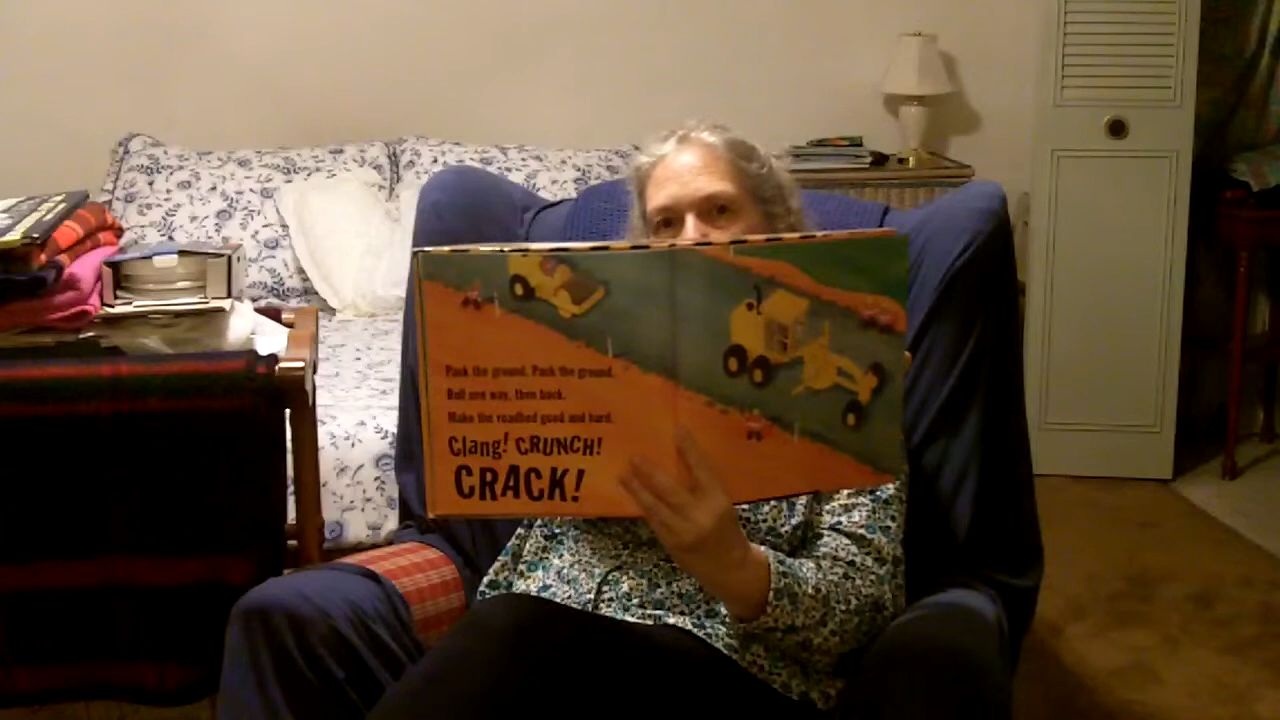 Pack the ground. Pack the ground.
Roll one way, then back.
Make the roadbed good and hard.
Clang! CRUNCH!
CRACK!